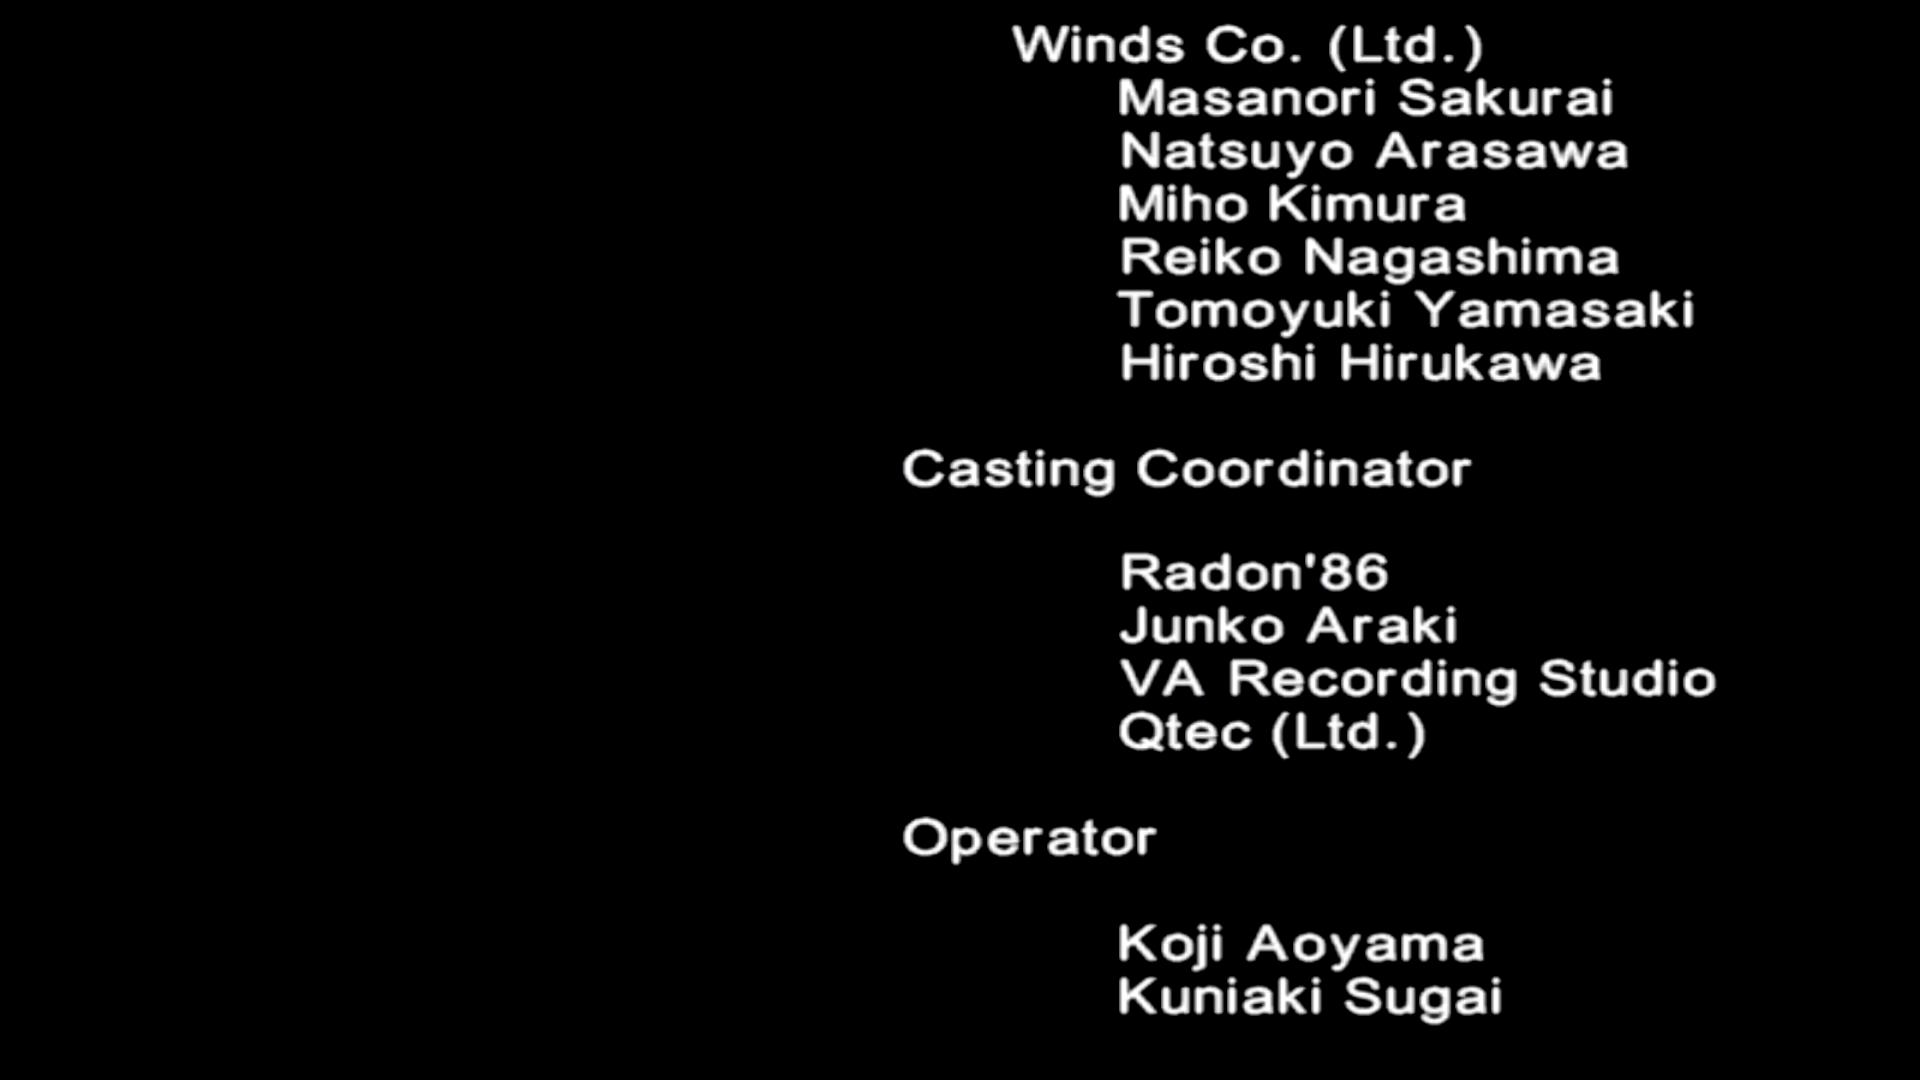 Winds Co. (Ltd.)
Masanori Sakurai
Natsuyo Arasawa
Miho Kimura
Reiko Nagashima
Tomoyuki Yamasaki
Hiroshi Hirukawa
Casting Coordinator
Radon'86
Junko Araki
VA Recording Studio
Qtec (Ltd.)
Operator
Koji Aoyama
Kuniaki Sugai